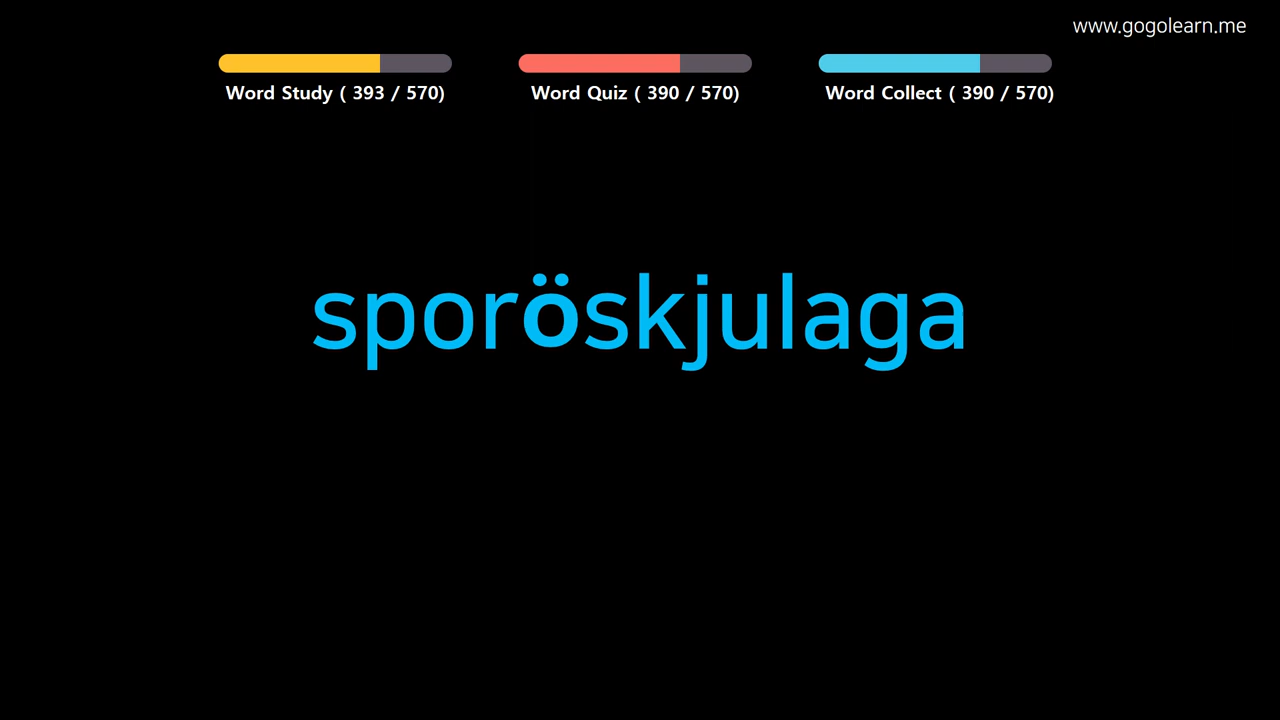 www.gogolearn.me
Word Study ( 393 / 570)
Word Quiz ( 390 / 570)
Word Collect ( 390 / 570)
sporöskjulaga